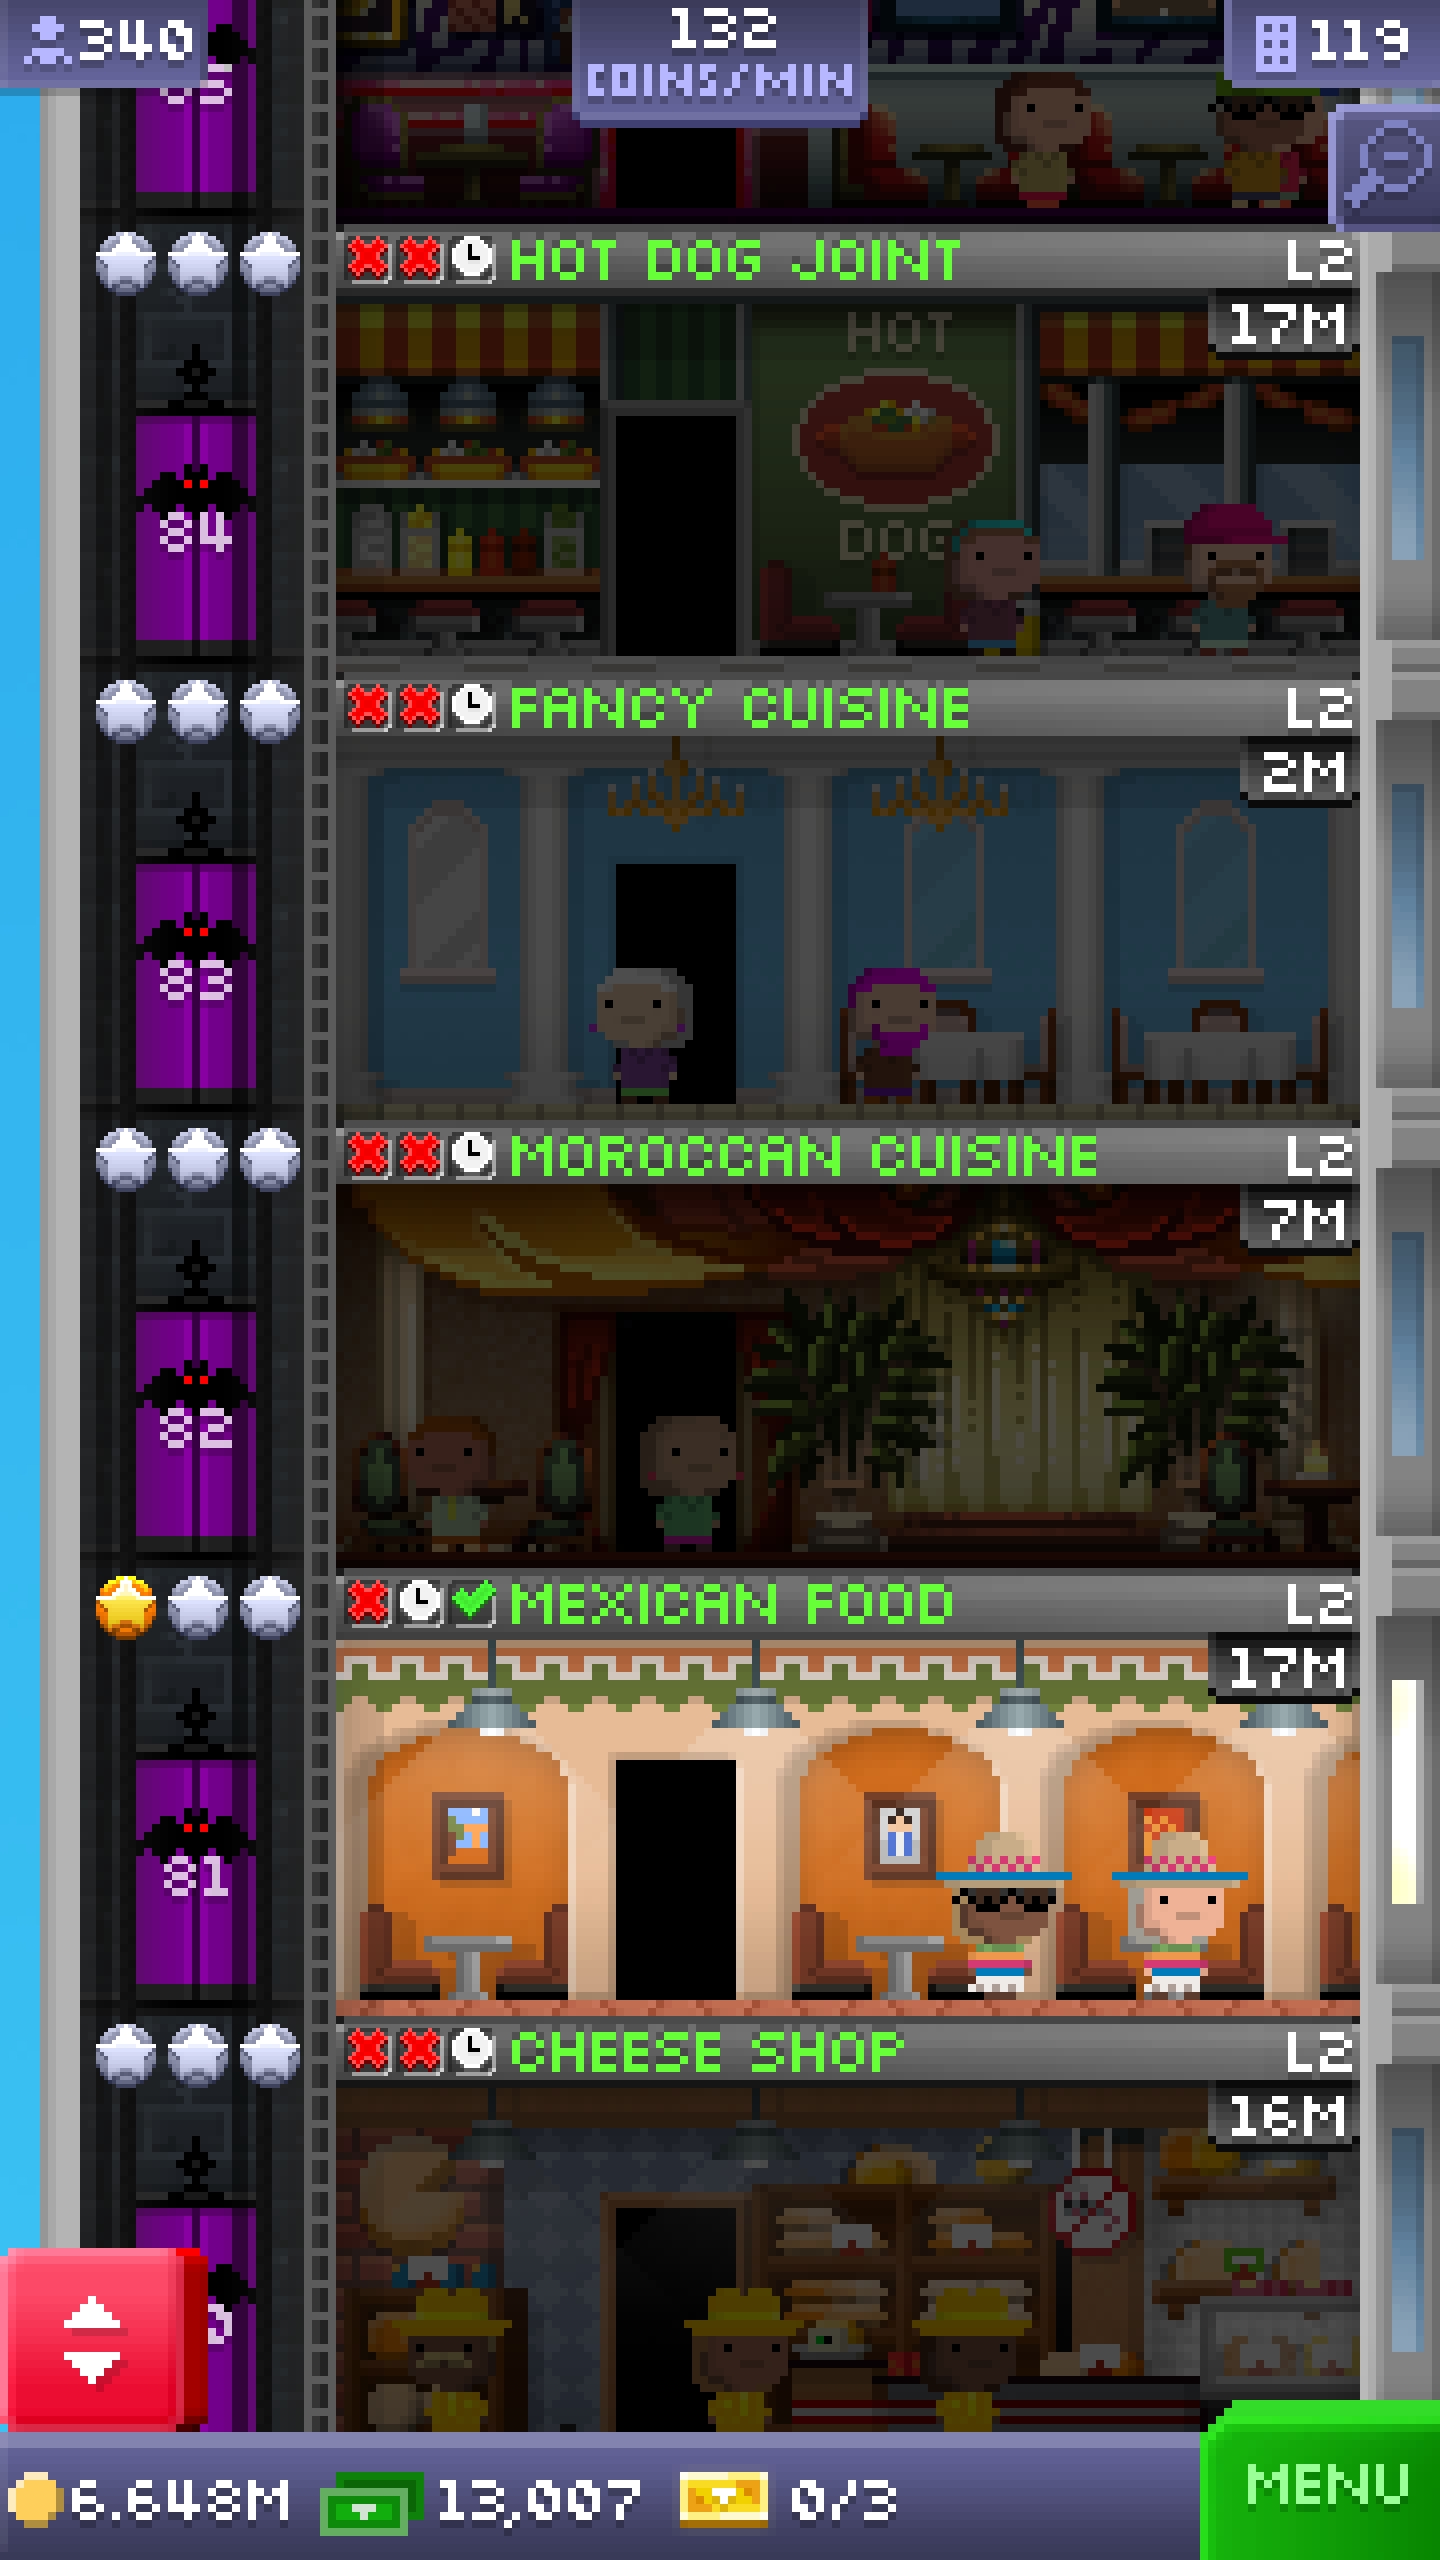 340
132
COINS/MIN
119
HOT DOG JOINT
L2
17M
HOT
DOG
84
FANCY CUISINE
L2
2M
83
MOROCCAN CUISINE
L2
7M
82
MEXICAN FOOD
L2
17M
81
CHEESE SHOP
L2
16M
6.648M
13,007
0/3
MENU